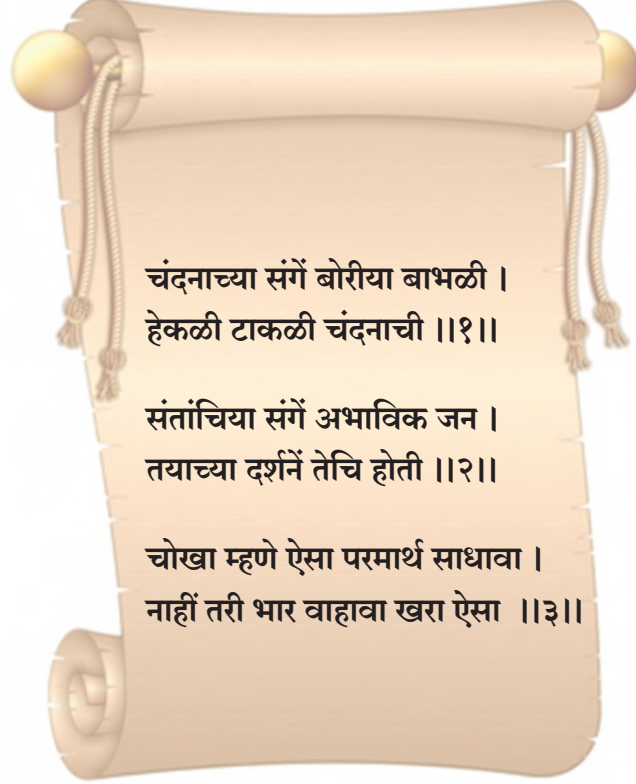 चंदनाच्या संगें बोरीया बाभळी ।
हेकळी टाकळी चंदनाची ।।१।।
संतांचिया संगें अभाविक जन ।
तयाच्या दर्शनें तेचि होती ।।२।।
चोखा म्हणे ऐसा परमार्थ साधावा ।
नाहीं तरी भार वाहावा खरा ऐसा ।।३।।